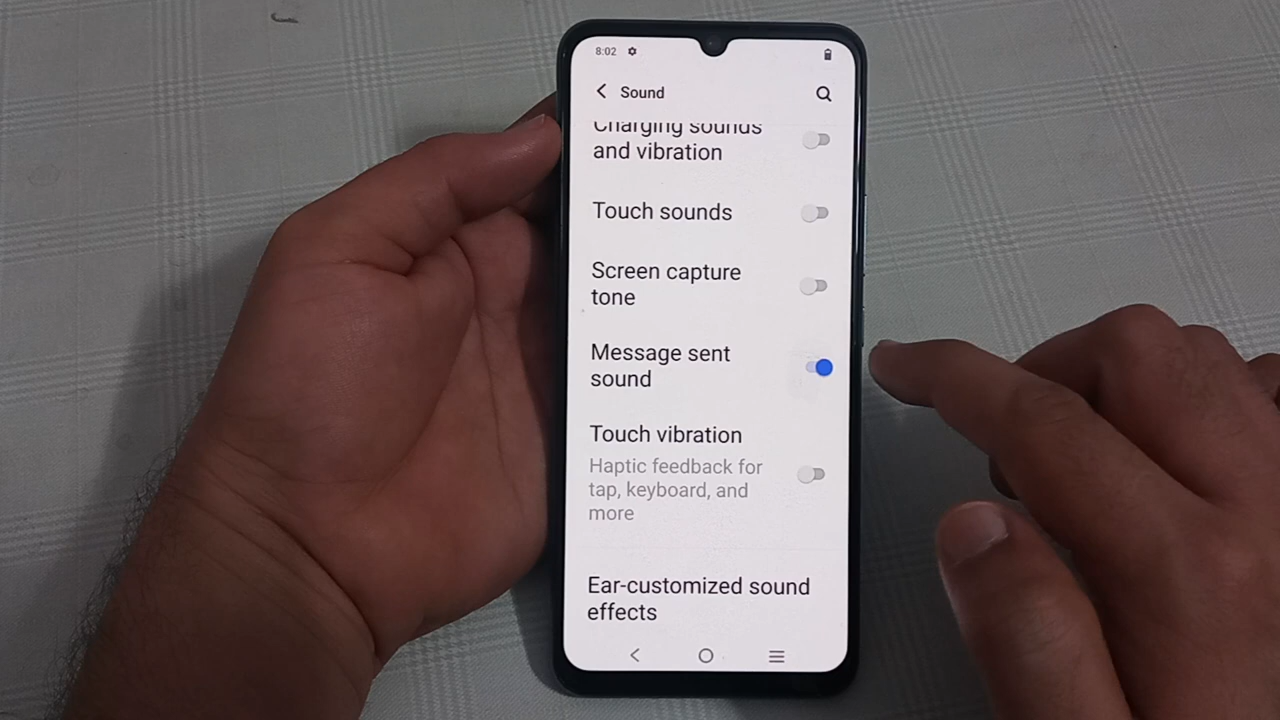 8:02
Sound
Charging sounds
and vibration
Touch sounds
Screen capture
tone
Message sent
sound
Touch vibration
Haptic feedback for
tap, keyboard, and
more
Ear-customized sound
effects